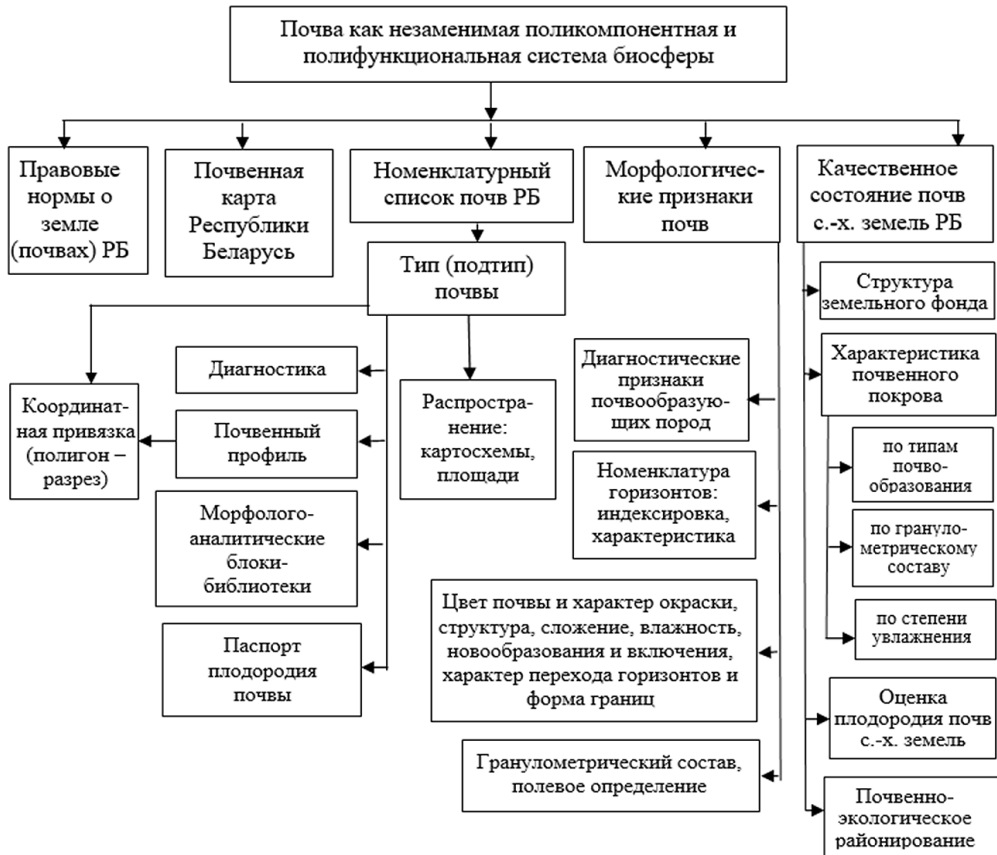 Почва как незаменимая поликомпонентная и
полифункциональная система биосферы
Правовые
нормы о
земле
(почвах) РБ
Почвенная
карта
Республики
Беларусь
Номенклатурный
список почв РБ
Морфологичес-
кие признаки
почв
Качественное
состояние почв
с.-х. земель РБ
Тип (подтип)
почвы
Координат-
ная привязка
(полигон –
разрез)
Диагностика
Почвенный
профиль
Морфолого-
аналитические
блоки-
библиотеки
Паспорт
плодородия
почвы
Распростра-
нение:
картосхемы,
площади
Диагностические
признаки
почвообразую-
щих пород
Номенклатура
горизонтов:
индексировка,
характеристика
Цвет почвы и характер окраски,
структура, сложение, влажность,
новообразования и включения,
характер перехода горизонтов и
форма границ
Гранулометрический состав,
полевое определение
Структура
земельного фонда
Характеристика
почвенного
покрова
по типам
почво-
образования
по грануло-
метрическому
составу
по степени
увлажнения
Оценка
плодородия почв
с.-х. земель
Почвенно-
экологическое
районирование